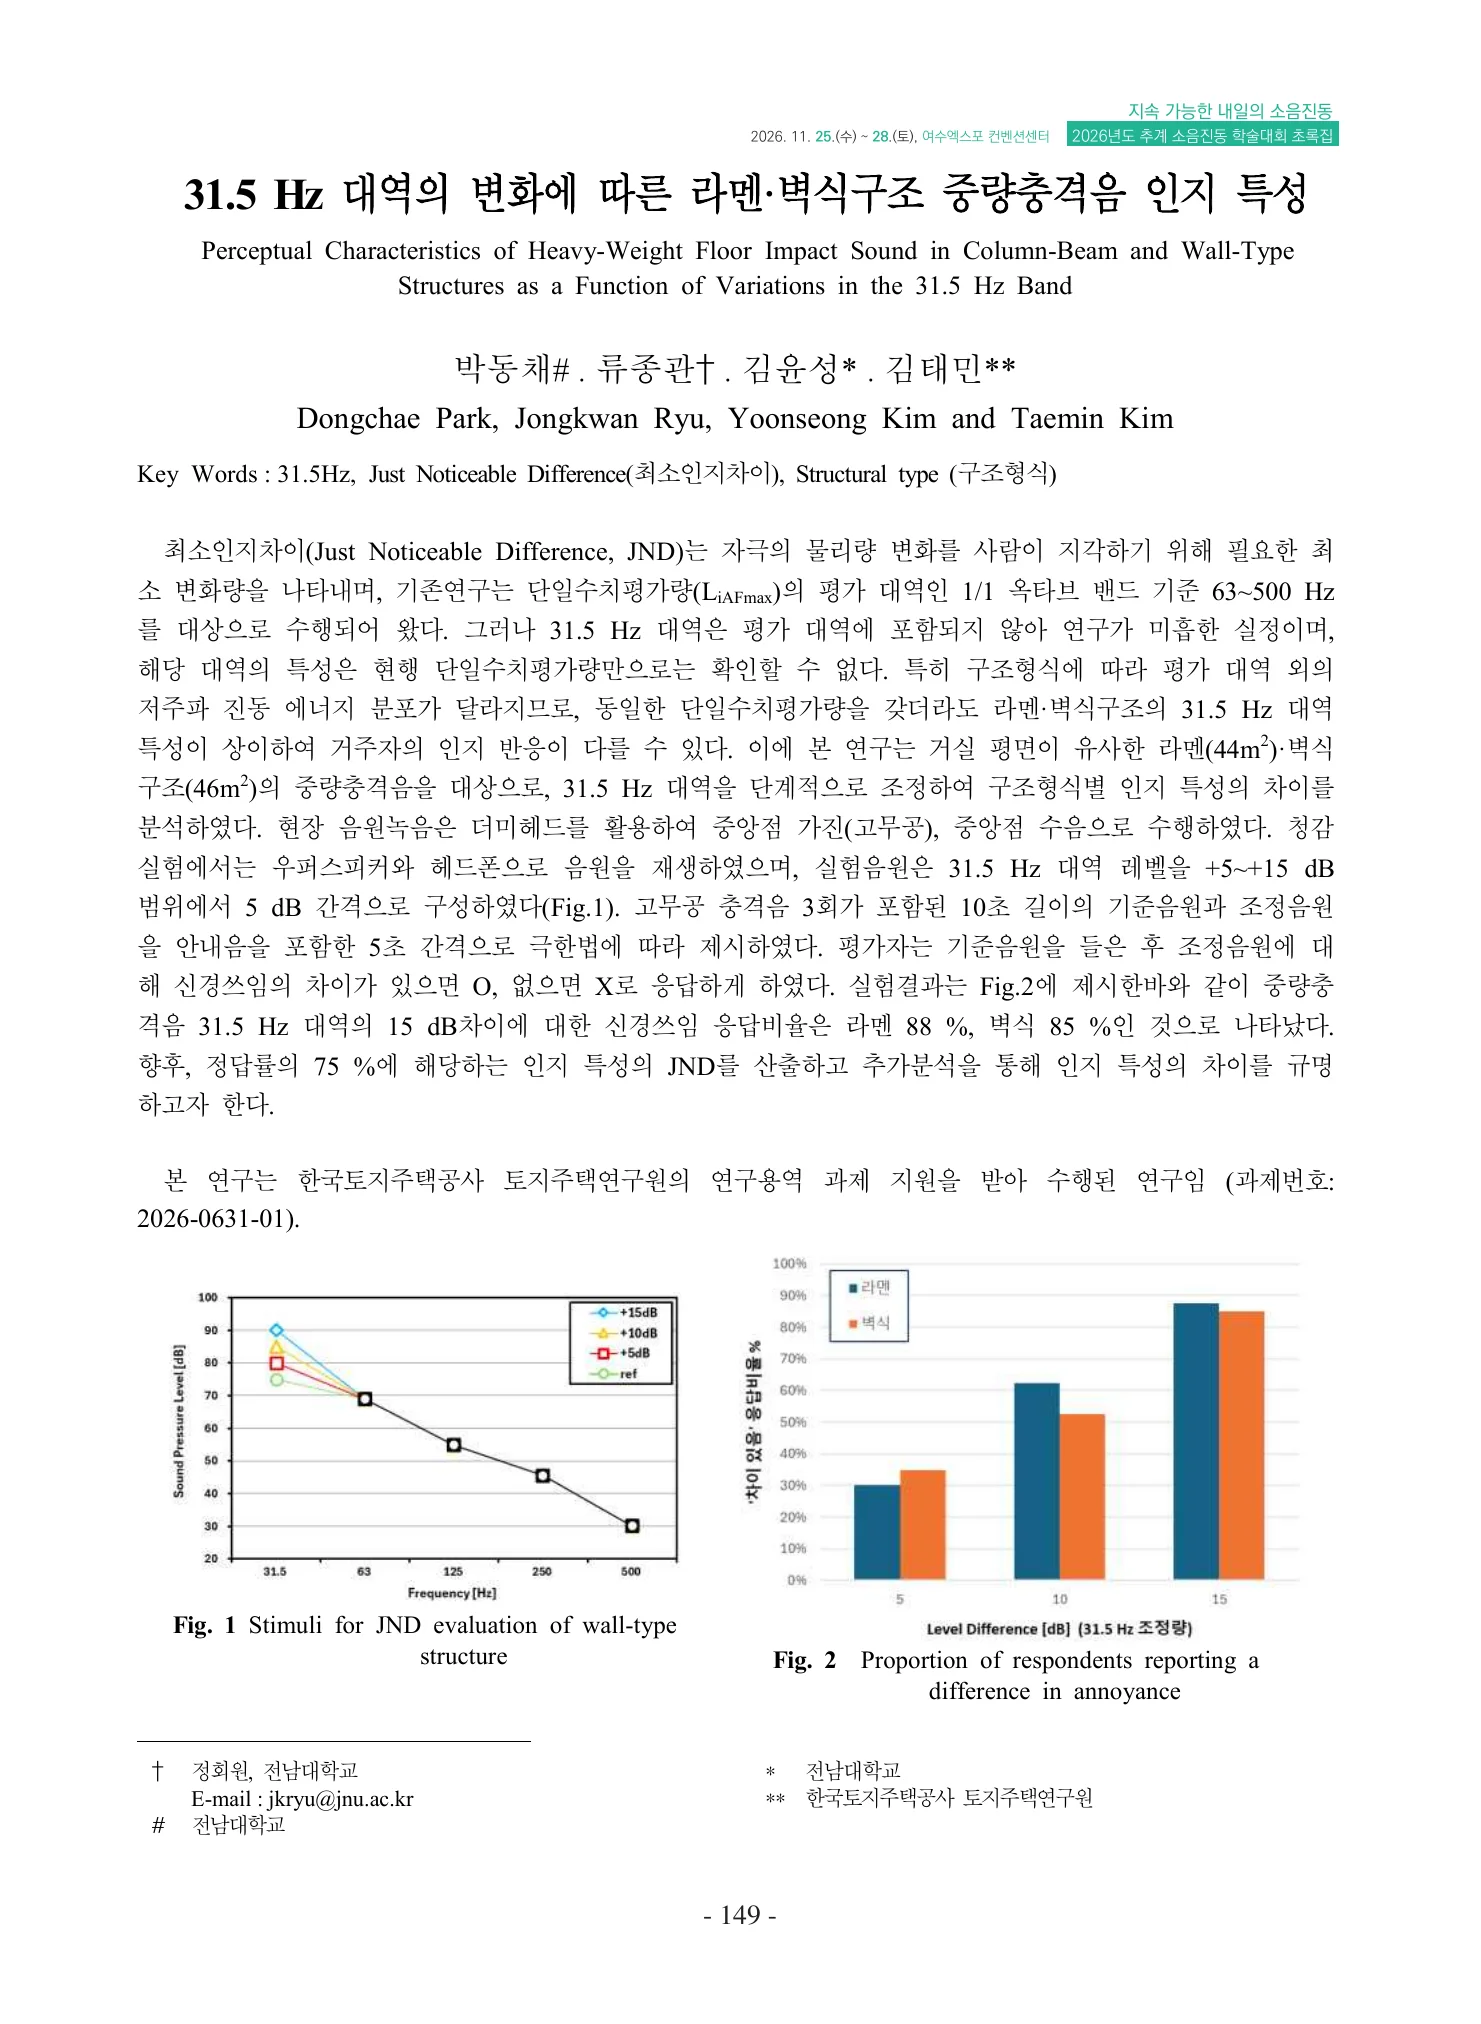 지속 가능한 내일의 소음진동
2026. 11. 25.(수) ~ 28.(토), 여수엑스포 컨벤션센터 2026년도 추계 소음진동 학술대회 초록집
31.5 Hz 대역의 변화에 따른 라멘·벽식구조 중량충격음 인지 특성
Perceptual Characteristics of Heavy-Weight Floor Impact Sound in Column-Beam and Wall-Type
Structures as a Function of Variations in the 31.5 Hz Band
박동채# . 류종관† . 김윤성* . 김태민**
Dongchae Park, Jongkwan Ryu, Yoonseong Kim and Taemin Kim
Key Words : 31.5Hz, Just Noticeable Difference(최소인지차이), Structural type (구조형식)
최소인지차이(Just Noticeable Difference, JND)는 자극의 물리량 변화를 사람이 지각하기 위해 필요한 최
소 변화량을 나타내며, 기존연구는 단일수치평가량(LiAFmax)의 평가 대역인 1/1 옥타브 밴드 기준 63~500 Hz
를 대상으로 수행되어 왔다. 그러나 31.5 Hz 대역은 평가 대역에 포함되지 않아 연구가 미흡한 실정이며,
해당 대역의 특성은 현행 단일수치평가량만으로는 확인할 수 없다. 특히 구조형식에 따라 평가 대역 외의
저주파 진동 에너지 분포가 달라지므로, 동일한 단일수치평가량을 갖더라도 라멘·벽식구조의 31.5 Hz 대역
특성이 상이하여 거주자의 인지 반응이 다를 수 있다. 이에 본 연구는 거실 평면이 유사한 라멘(44m2)·벽식
구조(46m2)의 중량충격음을 대상으로, 31.5 Hz 대역을 단계적으로 조정하여 구조형식별 인지 특성의 차이를
분석하였다. 현장 음원녹음은 더미헤드를 활용하여 중앙점 가진(고무공), 중앙점 수음으로 수행하였다. 청감
실험에서는 우퍼스피커와 헤드폰으로 음원을 재생하였으며, 실험음원은 31.5 Hz 대역 레벨을 +5~+15 dB
범위에서 5 dB 간격으로 구성하였다(Fig.1). 고무공 충격음 3회가 포함된 10초 길이의 기준음원과 조정음원
을 안내음을 포함한 5초 간격으로 극한법에 따라 제시하였다. 평가자는 기준음원을 들은 후 조정음원에 대
해 신경쓰임의 차이가 있으면 O, 없으면 X로 응답하게 하였다. 실험결과는 Fig.2에 제시한바와 같이 중량충
격음 31.5 Hz 대역의 15 dB차이에 대한 신경쓰임 응답비율은 라멘 88 %, 벽식 85 %인 것으로 나타났다.
향후, 정답률의 75 %에 해당하는 인지 특성의 JND를 산출하고 추가분석을 통해 인지 특성의 차이를 규명
하고자 한다.
본 연구는 한국토지주택공사 토지주택연구원의 연구용역 과제 지원을 받아 수행된 연구임 (과제번호:
2026-0631-01).
Sound Pressure Level [dB]
100
90
80
70
60
50
40
30
20
31.5 63 125 250 500
Frequency [Hz]
+15dB
+10dB
+5dB
ref
Fig. 1 Stimuli for JND evaluation of wall-type
structure
'차이 있음' 응답비율 %
100%
90%
80%
70%
60%
50%
40%
30%
20%
10%
0%
라멘
벽식
5 10 15
Level Difference [dB] (31.5 Hz 조정량)
Fig. 2 Proportion of respondents reporting a
difference in annoyance
† 정회원, 전남대학교
E-mail : jkryu@jnu.ac.kr
# 전남대학교
* 전남대학교
** 한국토지주택공사 토지주택연구원
- 149 -